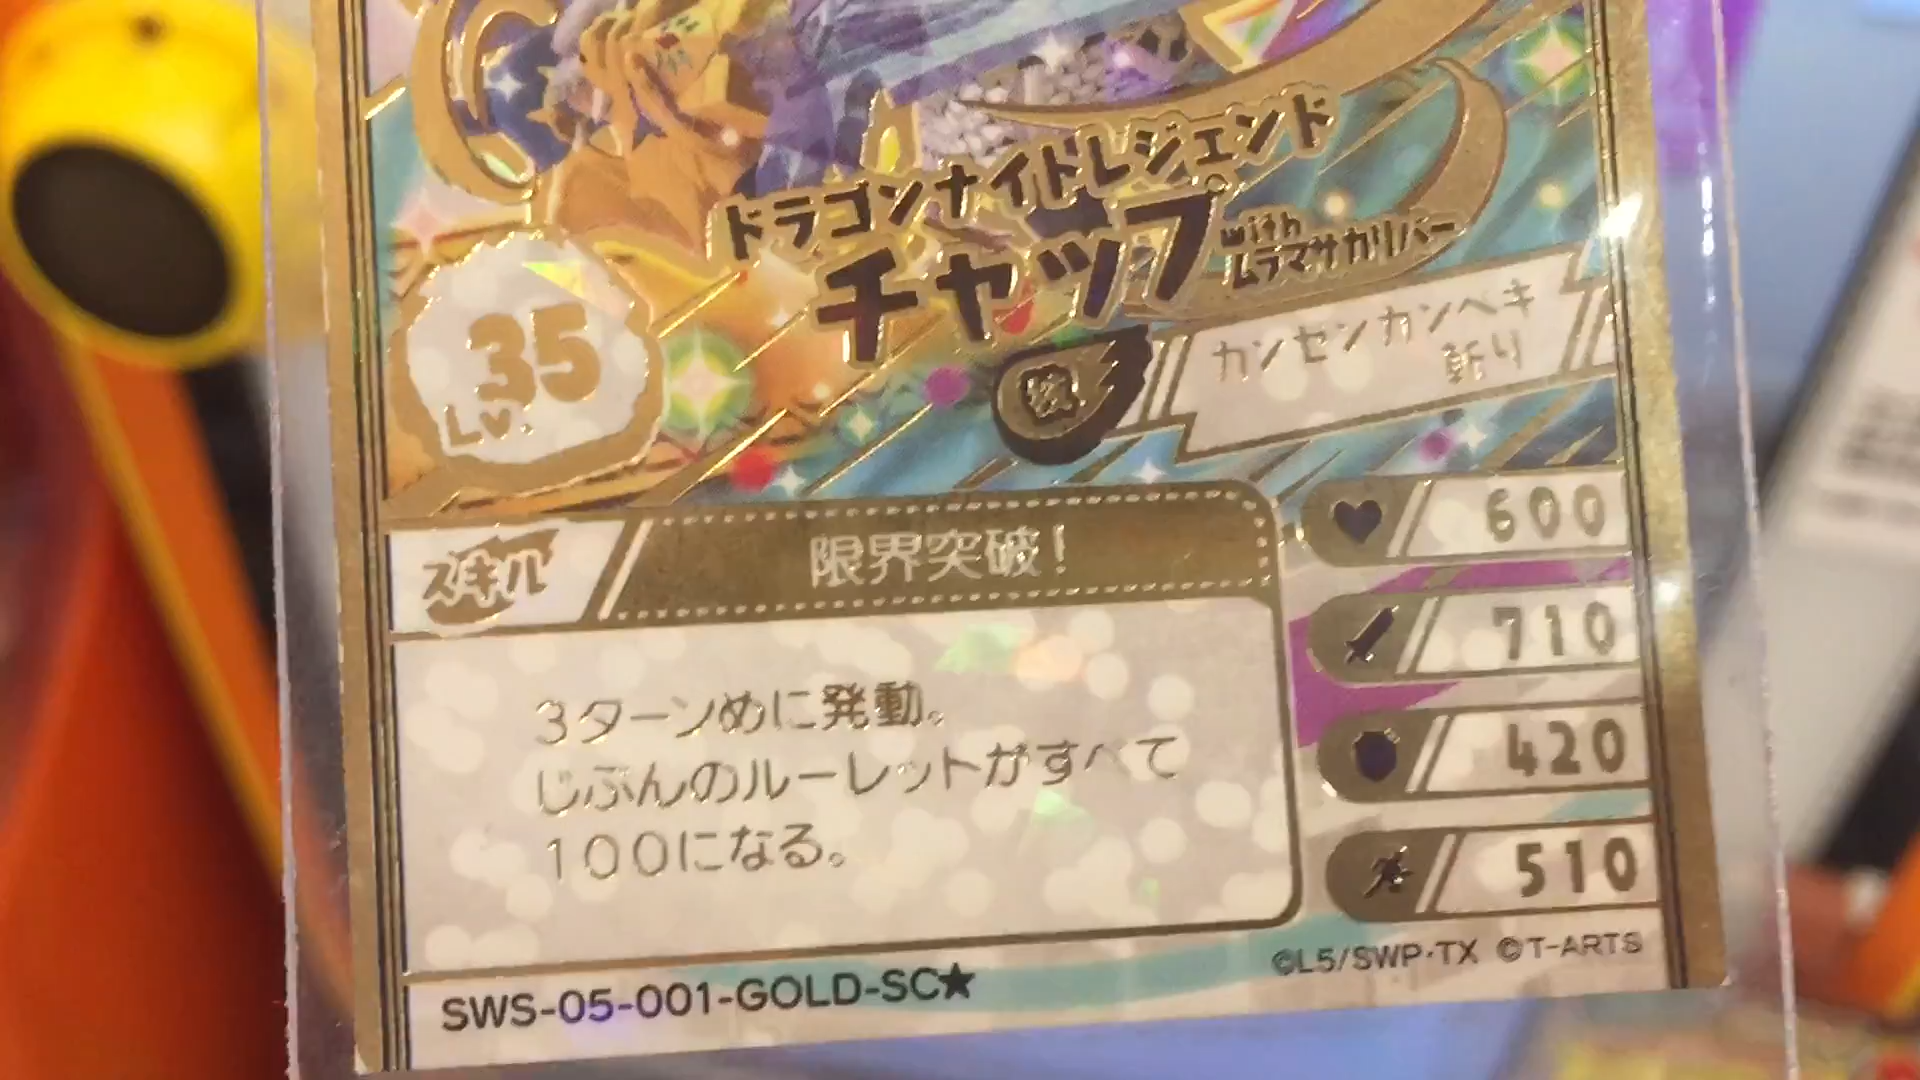 ドラゴンナイトレジェンド
チャップ
with
ムラマサカリバー
35
Lv.
カンゼンカンペキ
斬り
スキル
限界突破！
600
710
420
510
3ターンめに発動。
じぶんのルーレットがすべて
100になる。
©L5/SWP・TX ©T-ARTS
SWS-05-001-GOLD-SC★